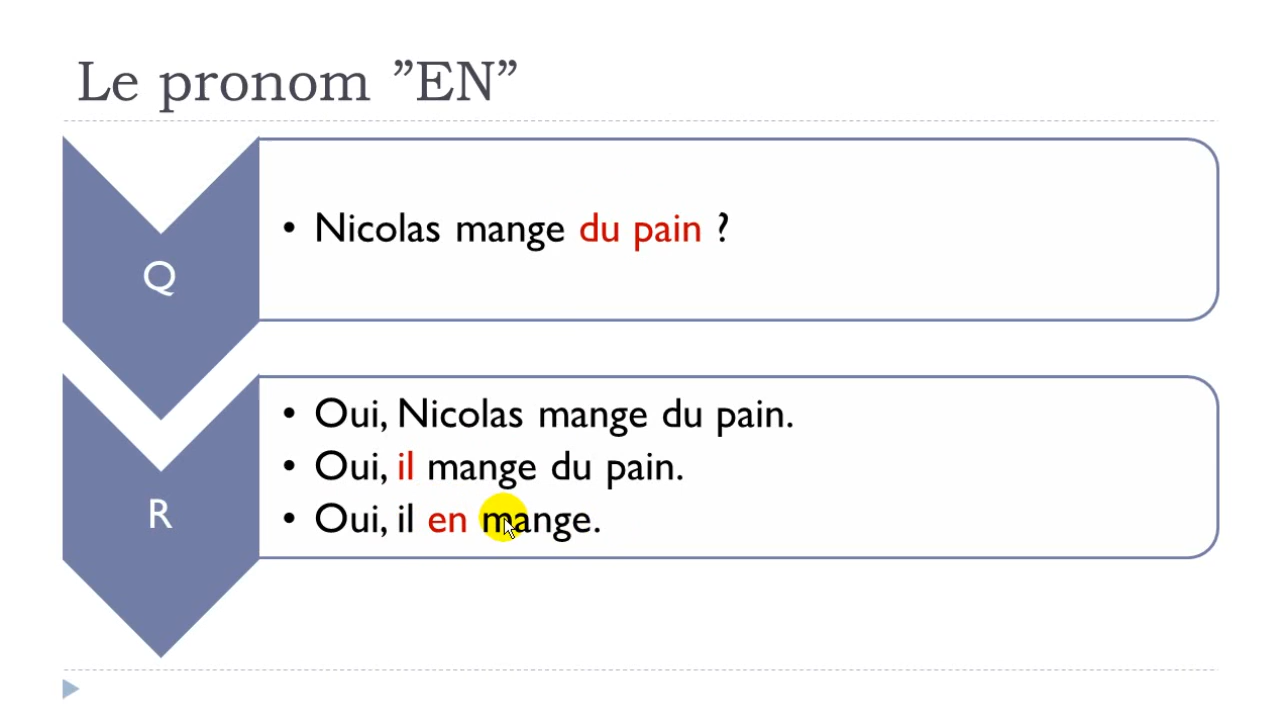 Le pronom ”EN”
Q
• Nicolas mange du pain ?
R
• Oui, Nicolas mange du pain.
• Oui, il mange du pain.
• Oui, il en mange.